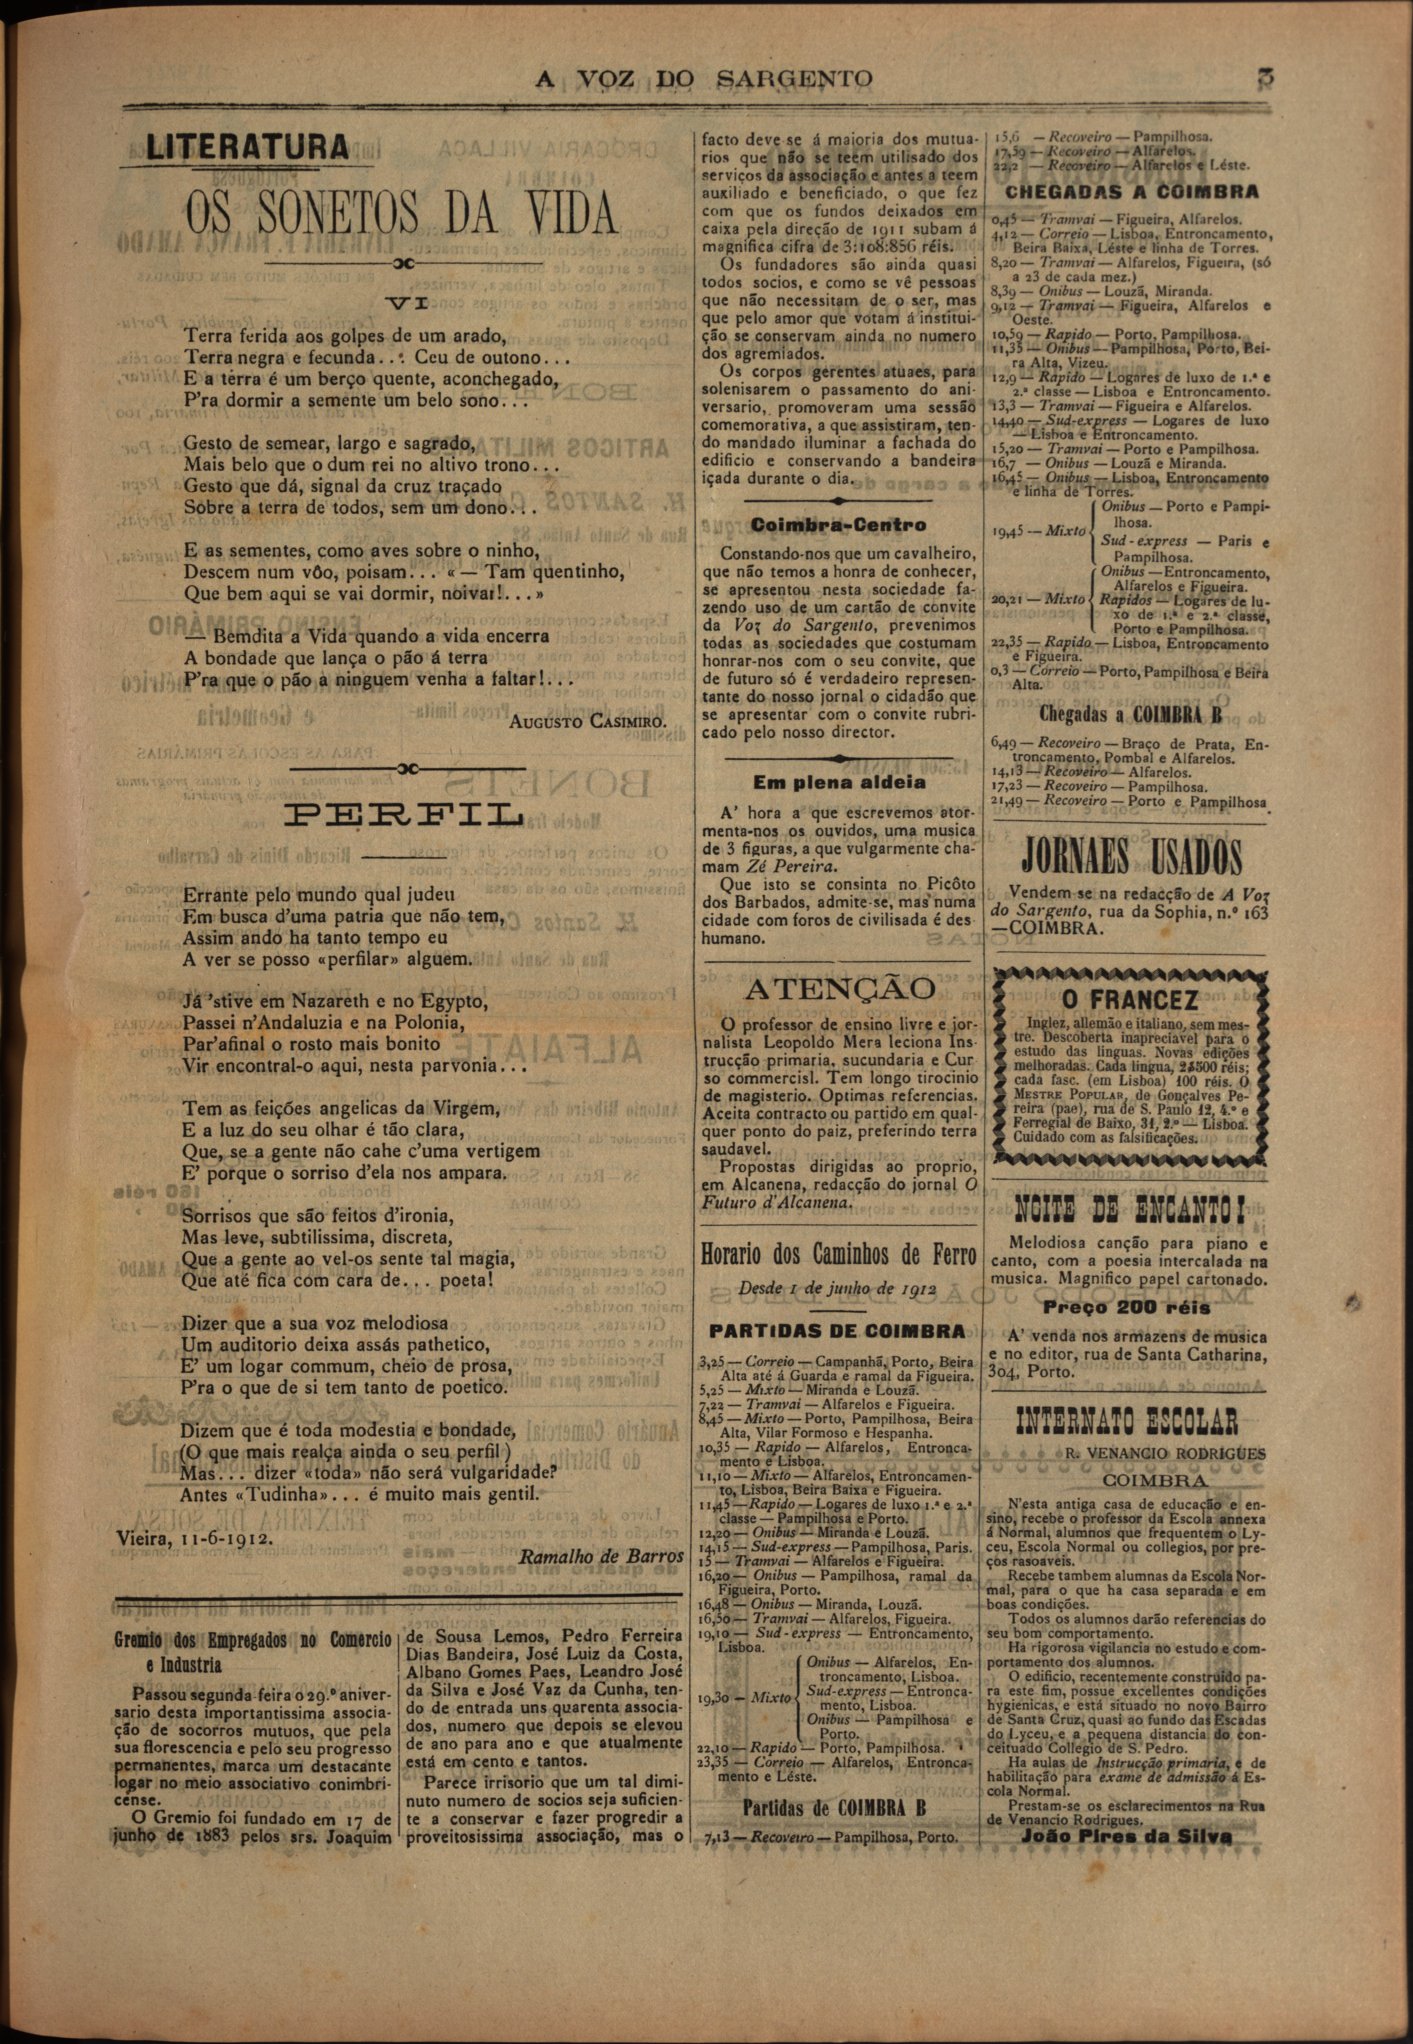 A VOZ DO SARGENTO
3
LITERATURA
OS SONETOS DA VIDA
VI
Terra ferida aos golpes de um arado,
Terra negra e fecunda... Ceu de outono...
E a terra é um berço quente, aconchegado,
P'ra dormir a semente um belo sono...
Gesto de semear, largo e sagrado,
Mais belo que o dum rei no altivo trono...
Gesto que dá, signal da cruz traçado
Sobre a terra de todos, sem um dono...
E as sementes, como aves sobre o ninho,
Descem num vôo, poisam... «— Tam quentinho,
Que bem aqui se vai dormir, noivar!...»
— Bemdita a Vida quando a vida encerra
A bondade que lança o pão á terra
P'ra que o pão a ninguem venha a faltar!...
AUGUSTO CASIMIRO.
PERFIL
Errante pelo mundo qual judeu
Em busca d'uma patria que não tem,
Assim ando ha tanto tempo eu
A ver se posso «perfilar» alguem.
Já 'stive em Nazareth e no Egypto,
Passei n'Andaluzia e na Polonia,
Par'afinal o rosto mais bonito
Vir encontral-o aqui, nesta parvonia...
Tem as feições angelicas da Virgem,
E a luz do seu olhar é tão clara,
Que, se a gente não cahe c'uma vertigem
E' porque o sorriso d'ela nos ampara.
Sorrisos que são feitos d'ironia,
Mas leve, subtilissima, discreta,
Que a gente ao vel-os sente tal magia,
Que até fica com cara de... poeta!
Dizer que a sua voz melodiosa
Um auditorio deixa assás pathetico,
E' um logar commum, cheio de prosa,
P'ra o que de si tem tanto de poetico.
Dizem que é toda modestia e bondade,
(O que mais realça ainda o seu perfil)
Mas... dizer «toda» não será vulgaridade?
Antes «Tudinha»... é muito mais gentil.
Vieira, 11-6-1912.
Ramalho de Barros
Gremio dos Empregados no Comercio
e Industria
Passou segunda-feira o 29.º aniver-
sario desta importantissima associa-
ção de socorros mutuos, que pela
sua florescencia e pelo seu progresso
permanentes, marca um destacante
logar no meio associativo conimbri-
cense.
O Gremio foi fundado em 17 de
junho de 1883 pelos srs. Joaquim
de Sousa Lemos, Pedro Ferreira
Dias Bandeira, José Luiz da Costa,
Albano Gomes Paes, Leandro José
da Silva e José Vaz da Cunha, ten-
do de entrada uns quarenta associa-
dos, numero que depois se elevou
de ano para ano e que atualmente
está em cento e tantos.
Parece irrisorio que um tal dimi-
nuto numero de socios seja suficien-
te a conservar e fazer progredir a
proveitosissima associação, mas o
facto deve-se á maioria dos mutua-
rios que não se teem utilisado dos
serviços da associação e antes a teem
auxiliado e beneficiado, o que fez
com que os fundos deixados em
caixa pela direção de 1911 subam á
magnifica cifra de 3:108:856 réis.
Os fundadores são ainda quasi
todos socios, e como se vê pessoas
que não necessitam de o ser, mas
que pelo amor que votam á institui-
ção se conservam ainda no numero
dos agremiados.
Os corpos gerentes atuaes, para
solenisarem o passamento do ani-
versario, promoveram uma sessão
comemorativa, a que assistiram, ten-
do mandado iluminar a fachada do
edificio e conservando a bandeira
içada durante o dia.
Coimbra-Centro
Constando-nos que um cavalheiro,
que não temos a honra de conhecer,
se apresentou nesta sociedade fa-
zendo uso de um cartão de convite
da Voz do Sargento, prevenimos
todas as sociedades que costumam
honrar-nos com o seu convite, que
de futuro só é verdadeiro represen-
tante do nosso jornal o cidadão que
se apresentar com o convite rubri-
cado pelo nosso director.
Em plena aldeia
A' hora a que escrevemos ator-
menta-nos os ouvidos, uma musica
de 3 figuras, a que vulgarmente cha-
mam Zé Pereira.
Que isto se consinta no Picôto
dos Barbados, admite-se, mas numa
cidade com foros de civilisada é des
humano.
ATENÇÃO
O professor de ensino livre e jor-
nalista Leopoldo Mera leciona Ins-
trucção primaria, sucundaria e Cur
so commercisl. Tem longo tirocinio
de magisterio. Optimas referencias.
Aceita contracto ou partido em qual-
quer ponto do paiz, preferindo terra
saudavel.
Propostas dirigidas ao proprio,
em Alcanena, redacção do jornal O
Futuro d'Alcanena.
Horario dos Caminhos de Ferro
Desde 1 de junho de 1912
PARTIDAS DE COIMBRA
3,25 — Correio — Campanhã, Porto, Beira
Alta até á Guarda e ramal da Figueira.
5,25 — Mixto — Miranda e Louzã.
7,22 — Tramvai — Alfarelos e Figueira.
8,45 — Mixto — Porto, Pampilhosa, Beira
Alta, Vilar Formoso e Hespanha.
10,35 — Rapido — Alfarelos, Entronca-
mento e Lisboa.
11,10 — Mixto — Alfarelos, Entroncamen-
to, Lisboa, Beira Baixa e Figueira.
11,45 — Rapido — Logares de luxo 1.ª e 2.ª
classe — Pampilhosa e Porto.
12,20 — Onibus — Miranda e Louzã.
14,15 — Sud-express — Pampilhosa, Paris.
15 — Tramvai — Alfarelos e Figueira.
16,20 — Onibus — Pampilhosa, ramal da
Figueira, Porto.
16,48 — Onibus — Miranda, Louzã.
16,50 — Tramvai — Alfarelos, Figueira.
19,10 — Sud-express — Entroncamento,
Lisboa.
19,30 — Mixto
Onibus — Alfarelos, En-
troncamento, Lisboa.
Sud-express — Entronca-
mento, Lisboa.
Onibus — Pampilhosa e
Porto.
22,10 — Rapido — Porto, Pampilhosa.
23,35 — Correio — Alfarelos, Entronca-
mento e Léste.
Partidas de COIMBRA B
7,13 — Recoveiro — Pampilhosa, Porto.
15,6 — Recoveiro — Pampilhosa.
17,59 — Recoveiro — Alfarelos.
22,2 — Recoveiro — Alfarelos e Léste.
CHEGADAS A COIMBRA
0,45 — Tramvai — Figueira, Alfarelos.
4,12 — Correio — Lisboa, Entroncamento,
Beira Baixa, Léste e linha de Torres.
8,20 — Tramvai — Alfarelos, Figueira, (só
a 23 de cada mez.)
8,39 — Onibus — Louzã, Miranda.
9,12 — Tramvai — Figueira, Alfarelos e
Oeste.
10,59 — Rapido — Porto, Pampilhosa.
11,35 — Onibus — Pampilhosa, Porto, Bei-
ra Alta, Vizeu.
12,9 — Rapido — Logares de luxo de 1.ª e
2.ª classe — Lisboa e Entroncamento.
13,3 — Tramvai — Figueira e Alfarelos.
14,40 — Sud-express — Logares de luxo
— Lisboa e Entroncamento.
15,20 — Tramvai — Porto e Pampilhosa.
16,7 — Onibus — Louzã e Miranda.
16,45 — Onibus — Lisboa, Entroncamento
e linha de Torres.
19,45 — Mixto
Onibus — Porto e Pampi-
lhosa.
Sud-express — Paris e
Pampilhosa.
20,21 — Mixto
Onibus — Entroncamento,
Alfarelos e Figueira.
Rapidos — Logares de lu-
xo de 1.ª e 2.ª classe,
Porto e Pampilhosa.
22,35 — Rapido — Lisboa, Entroncamento
e Figueira.
0,3 — Correio — Porto, Pampilhosa e Beira
Alta.
Chegadas a COIMBRA B
6,49 — Recoveiro — Braço de Prata, En-
troncamento, Pombal e Alfarelos.
14,13 — Recoveiro — Alfarelos.
17,23 — Recoveiro — Pampilhosa.
21,49 — Recoveiro — Porto e Pampilhosa.
JORNAES USADOS
Vendem-se na redacção de A Voz
do Sargento, rua da Sophia, n.º 163
—COIMBRA.
O FRANCEZ
Inglez, allemão e italiano, sem mes-
tre. Descoberta inapreciavel para o
estudo das linguas. Novas edições
melhoradas. Cada lingua, 2$500 réis;
cada fasc. (em Lisboa) 100 réis. O
MESTRE POPULAR, de Gonçalves Pe-
reira (pae), rua de S. Paulo 12, 4.º e
Ferregial de Baixo, 31, 2.º — Lisboa.
Cuidado com as falsificações.
NOITE DE ENCANTO!
Melodiosa canção para piano e
canto, com a poesia intercalada na
musica. Magnifico papel cartonado.
Preço 200 réis
A' venda nos armazens de musica
e no editor, rua de Santa Catharina,
304, Porto.
INTERNATO ESCOLAR
R. VENANCIO RODRIGUES
COIMBRA
N'esta antiga casa de educação e en-
sino, recebe o professor da Escola annexa
á Normal, alumnos que frequentem o Ly-
ceu, Escola Normal ou collegios, por pre-
ços rasoaveis.
Recebe tambem alumnas da Escola Nor-
mal, para o que ha casa separada e em
boas condições.
Todos os alumnos darão referencias do
seu bom comportamento.
Ha rigorosa vigilancia no estudo e com-
portamento dos alumnos.
O edificio, recentemente construido pa-
ra este fim, possue excellentes condições
hygienicas, e está situado no novo Bairro
de Santa Cruz, quasi ao fundo das Escadas
do Lyceu, e a pequena distancia do con-
ceituado Collegio de S. Pedro.
Ha aulas de Instrucção primaria, e de
habilitação para exame de admissão á Es-
cola Normal.
Prestam-se os esclarecimentos na Rua
de Venancio Rodrigues.
João Pires da Silva